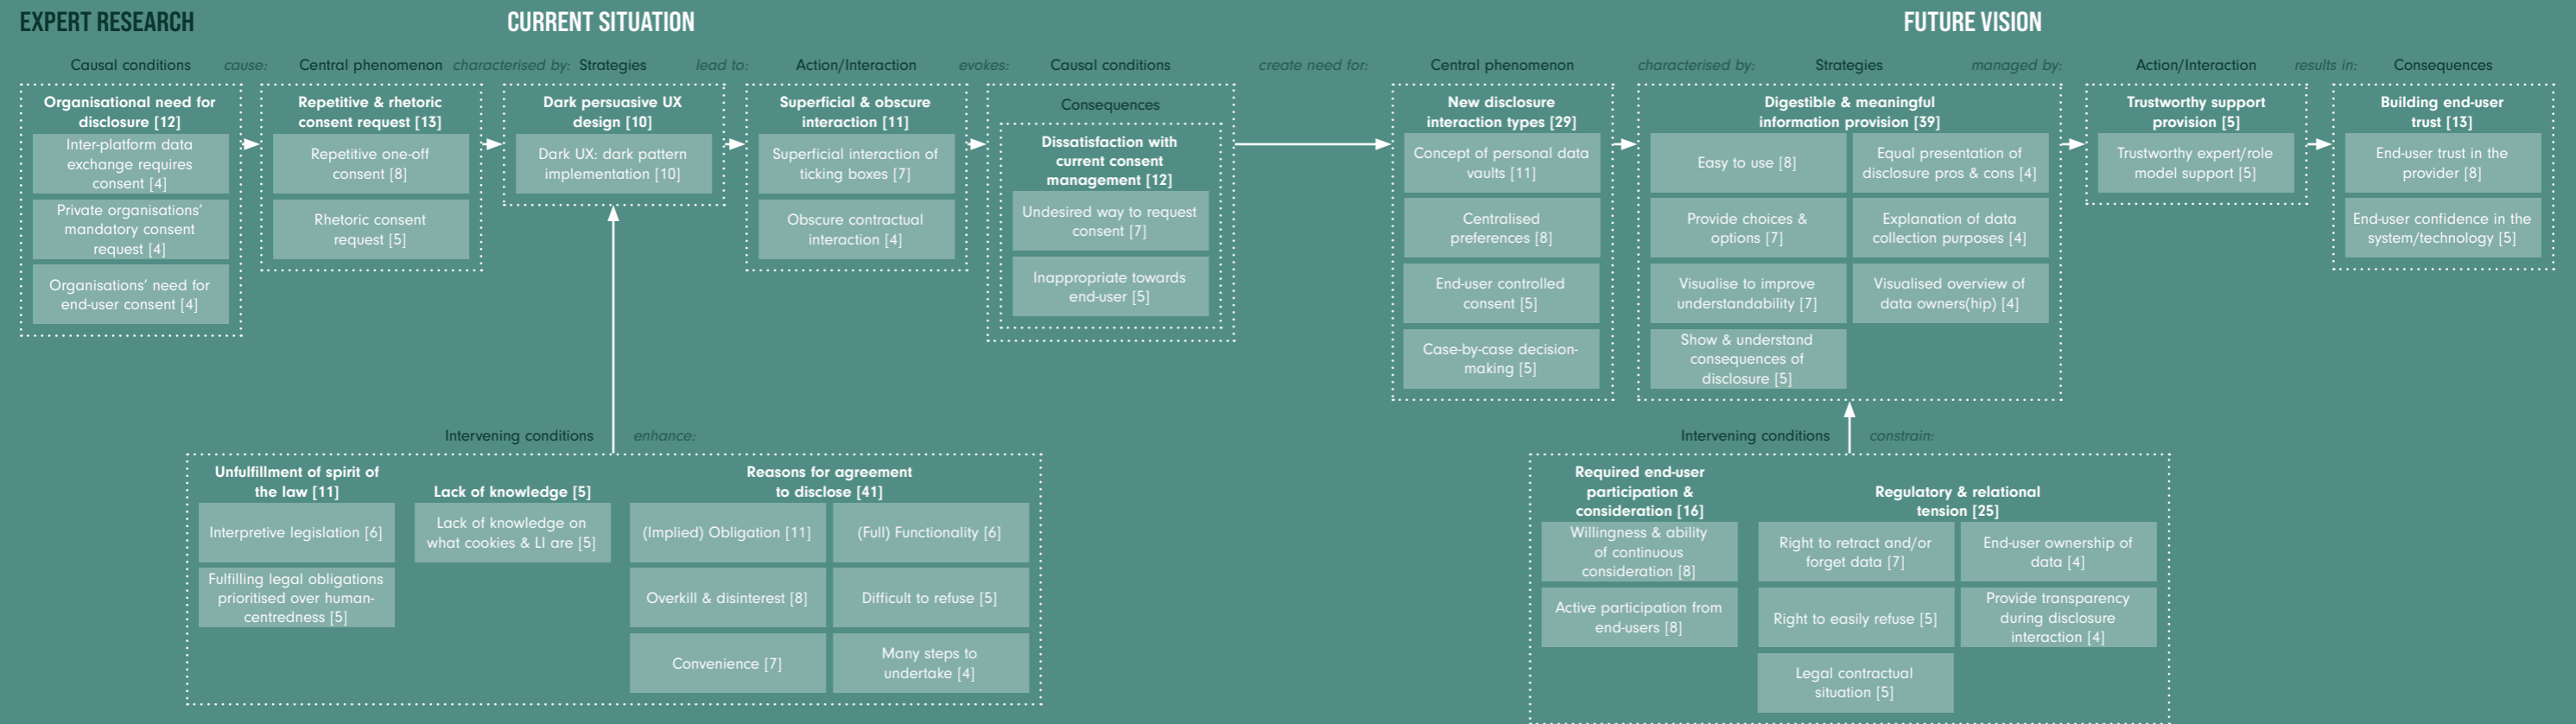 EXPERT RESEARCH
CURRENT SITUATION
FUTURE VISION
Causal conditions
cause:
Central phenomenon
characterised by:
Strategies
lead to:
Action/Interaction
evokes:
Causal conditions
create need for:
Central phenomenon
characterised by:
Strategies
managed by:
Action/Interaction
results in:
Consequences
Organisational need for
disclosure [12]
Inter-platform data
exchange requires
consent [4]
Private organisations’
mandatory consent
request [4]
Organisations’ need for
end-user consent [4]
Repetitive & rhetoric
consent request [13]
Repetitive one-off
consent [8]
Rhetoric consent
request [5]
Dark persuasive UX
design [10]
Dark UX: dark pattern
implementation [10]
Superficial & obscure
interaction [11]
Superficial interaction of
ticking boxes [7]
Obscure contractual
interaction [4]
Consequences
Dissatisfaction with
current consent
management [12]
Undesired way to request
consent [7]
Inappropriate towards
end-user [5]
New disclosure
interaction types [29]
Concept of personal data
vaults [11]
Centralised
preferences [8]
End-user controlled
consent [5]
Case-by-case decision-
making [5]
Digestible & meaningful
information provision [39]
Easy to use [8]
Equal presentation of
disclosure pros & cons [4]
Provide choices &
options [7]
Explanation of data
collection purposes [4]
Visualise to improve
understandability [7]
Visualised overview of
data owners(hip) [4]
Show & understand
consequences of
disclosure [5]
Trustworthy support
provision [5]
Trustworthy expert/role
model support [5]
Building end-user
trust [13]
End-user trust in the
provider [8]
End-user confidence in the
system/technology [5]
Intervening conditions
enhance:
Unfulfillment of spirit of
the law [11]
Interpretive legislation [6]
Fulfilling legal obligations
prioritised over human-
centredness [5]
Lack of knowledge [5]
Lack of knowledge on
what cookies & LI are [5]
Reasons for agreement
to disclose [41]
(Implied) Obligation [11]
(Full) Functionality [6]
Overkill & disinterest [8]
Difficult to refuse [5]
Convenience [7]
Many steps to
undertake [4]
Intervening conditions
constrain:
Required end-user
participation &
consideration [16]
Willingness & ability
of continuous
consideration [8]
Active participation from
end-users [8]
Regulatory & relational
tension [25]
Right to retract and/or
forget data [7]
End-user ownership of
data [4]
Right to easily refuse [5]
Provide transparency
during disclosure
interaction [4]
Legal contractual
situation [5]